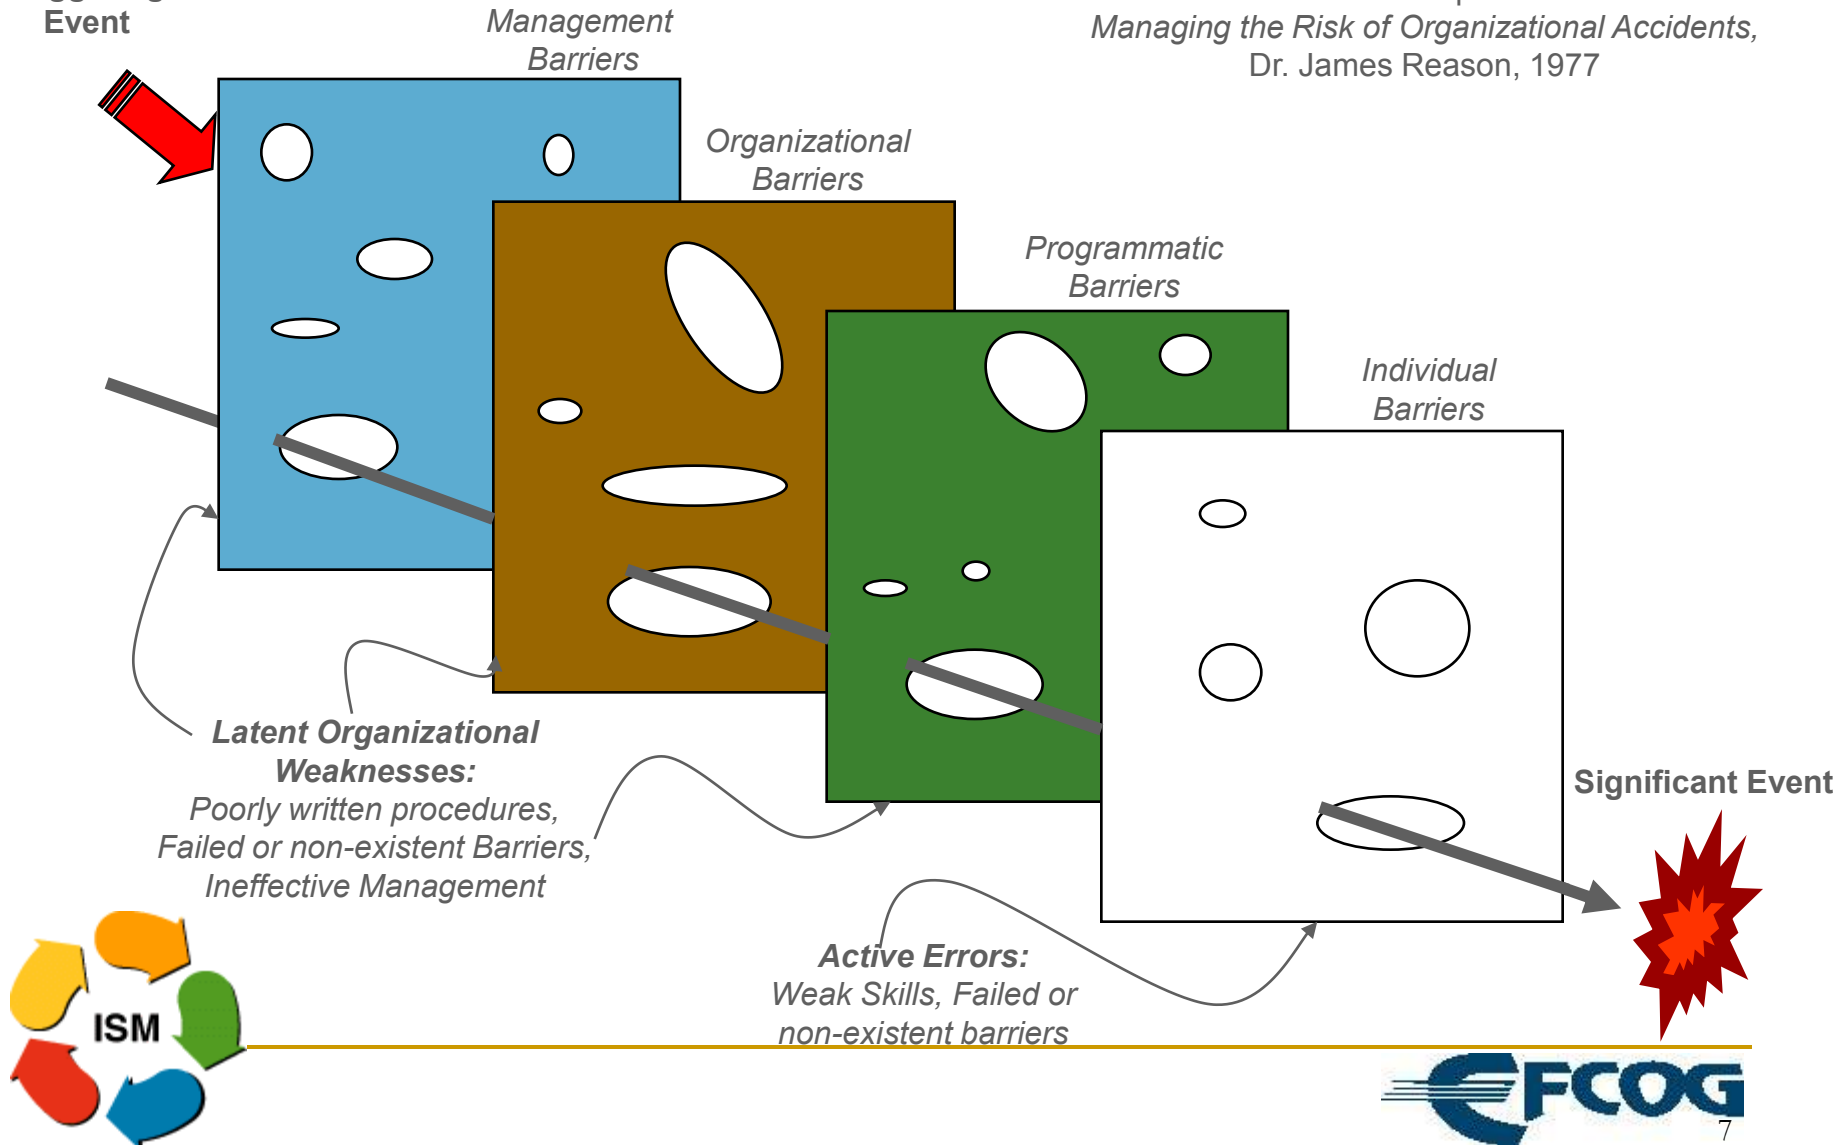 Event
Management
Barriers
Managing the Risk of Organizational Accidents,
Dr. James Reason, 1977
Organizational
Barriers
Programmatic
Barriers
Individual
Barriers
Latent Organizational
Weaknesses:
Poorly written procedures,
Failed or non-existent Barriers,
Ineffective Management
Significant Event
Active Errors:
Weak Skills, Failed or
non-existent barriers
ISM
EFCOG
7